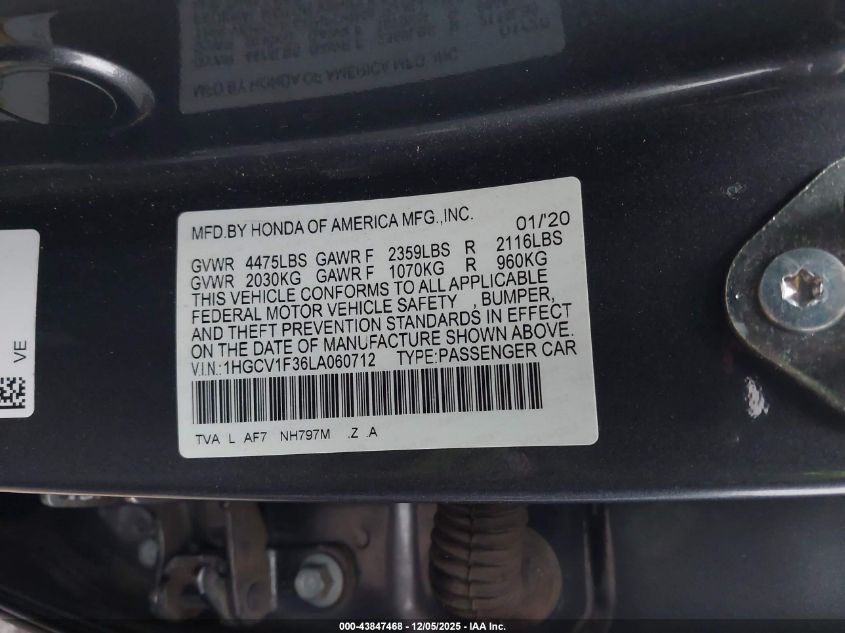 MFD.BY HONDA OF AMERICA MFG.,INC. 01/'20
GVWR 4475LBS GAWR F 2359LBS R 2116LBS
GVWR 2030KG GAWR F 1070KG R 960KG
THIS VEHICLE CONFORMS TO ALL APPLICABLE
FEDERAL MOTOR VEHICLE SAFETY , BUMPER,
AND THEFT PREVENTION STANDARDS IN EFFECT
ON THE DATE OF MANUFACTURE SHOWN ABOVE.
V.I.N.:1HGCV1F36LA060712 TYPE:PASSENGER CAR
TVA L AF7 NH797M .Z .A
VE
000-43847468 - 12/05/2025 - IAA Inc.